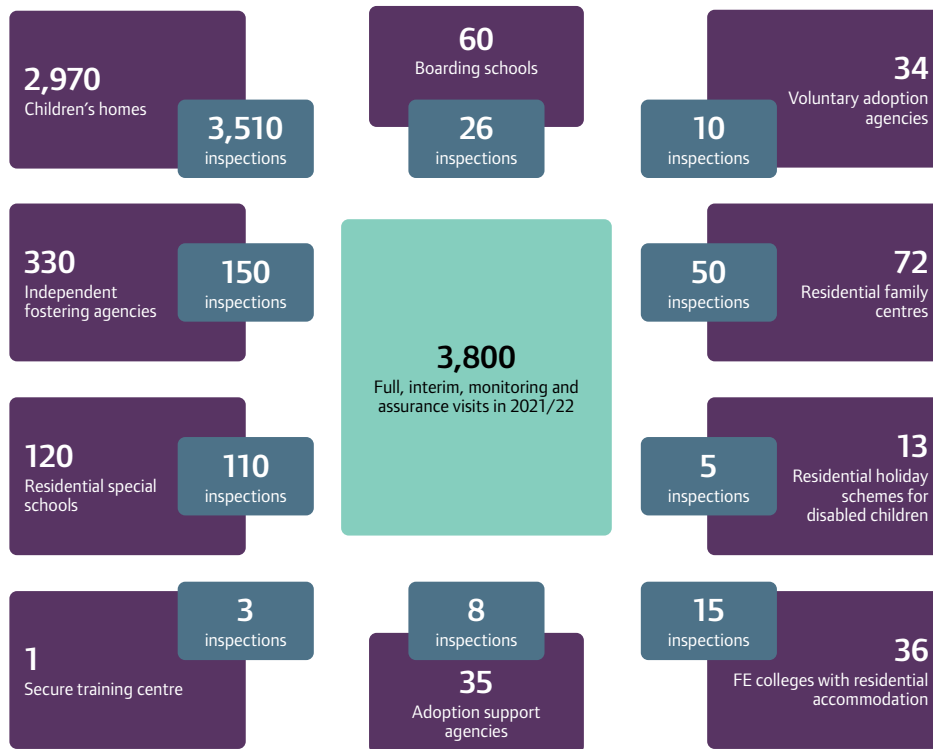 2,970
Children’s homes
3,510
inspections
60
Boarding schools
26
inspections
34
Voluntary adoption
agencies
10
inspections
330
Independent
fostering agencies
150
inspections
72
Residential family
centres
50
inspections
3,800
Full, interim, monitoring and
assurance visits in 2021/22
120
Residential special
schools
110
inspections
13
Residential holiday
schemes for
disabled children
5
inspections
1
Secure training centre
3
inspections
8
inspections
35
Adoption support
agencies
15
inspections
36
FE colleges with residential
accommodation